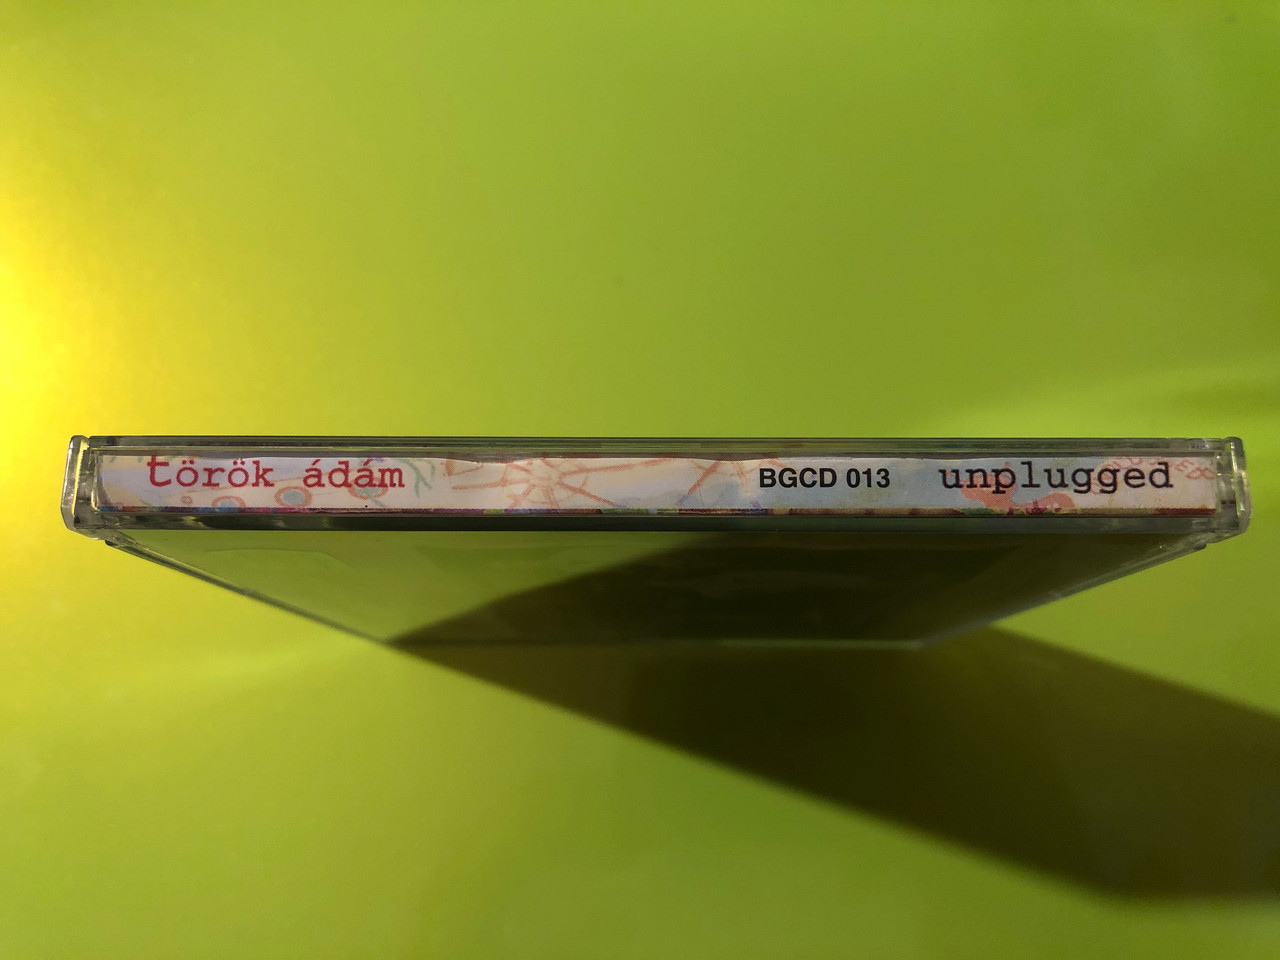 török ádám BGCD 013 unplugged